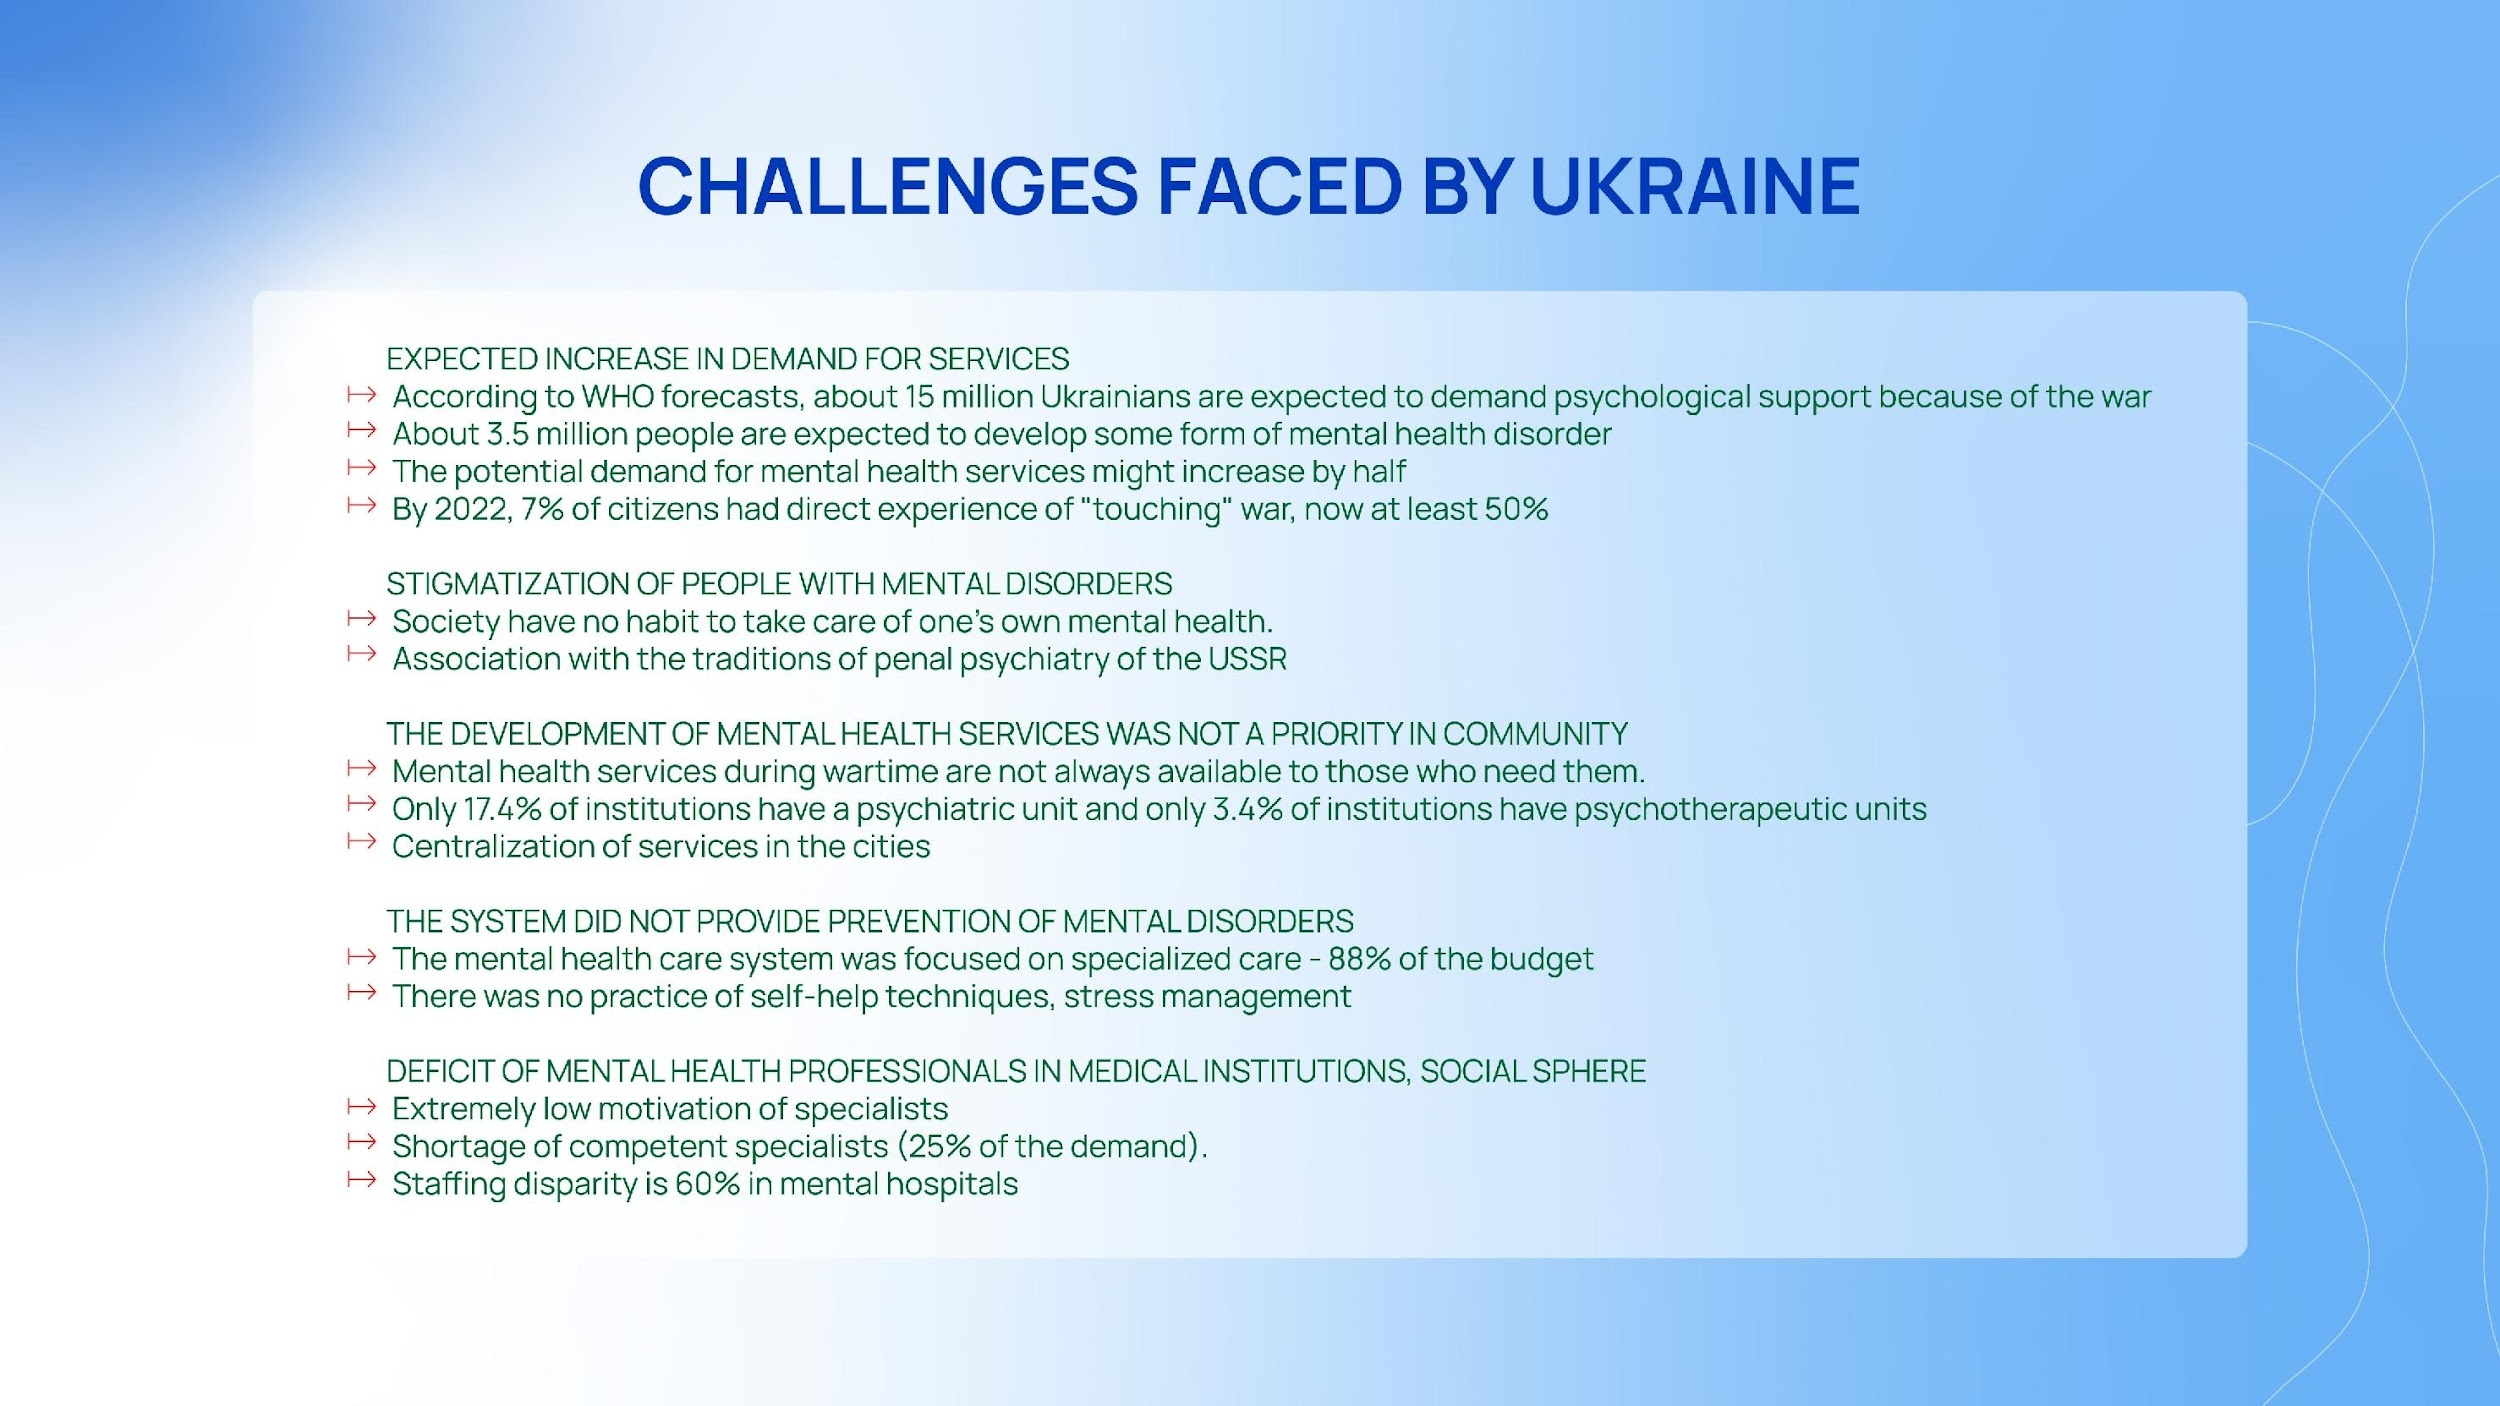 CHALLENGES FACED BY UKRAINE
EXPECTED INCREASE IN DEMAND FOR SERVICES
↦ According to WHO forecasts, about 15 million Ukrainians are expected to demand psychological support because of the war
↦ About 3.5 million people are expected to develop some form of mental health disorder
↦ The potential demand for mental health services might increase by half
↦ By 2022, 7% of citizens had direct experience of "touching" war, now at least 50%
STIGMATIZATION OF PEOPLE WITH MENTAL DISORDERS
↦ Society have no habit to take care of one's own mental health.
↦ Association with the traditions of penal psychiatry of the USSR
THE DEVELOPMENT OF MENTAL HEALTH SERVICES WAS NOT A PRIORITY IN COMMUNITY
↦ Mental health services during wartime are not always available to those who need them.
↦ Only 17.4% of institutions have a psychiatric unit and only 3.4% of institutions have psychotherapeutic units
↦ Centralization of services in the cities
THE SYSTEM DID NOT PROVIDE PREVENTION OF MENTAL DISORDERS
↦ The mental health care system was focused on specialized care - 88% of the budget
↦ There was no practice of self-help techniques, stress management
DEFICIT OF MENTAL HEALTH PROFESSIONALS IN MEDICAL INSTITUTIONS, SOCIAL SPHERE
↦ Extremely low motivation of specialists
↦ Shortage of competent specialists (25% of the demand).
↦ Staffing disparity is 60% in mental hospitals